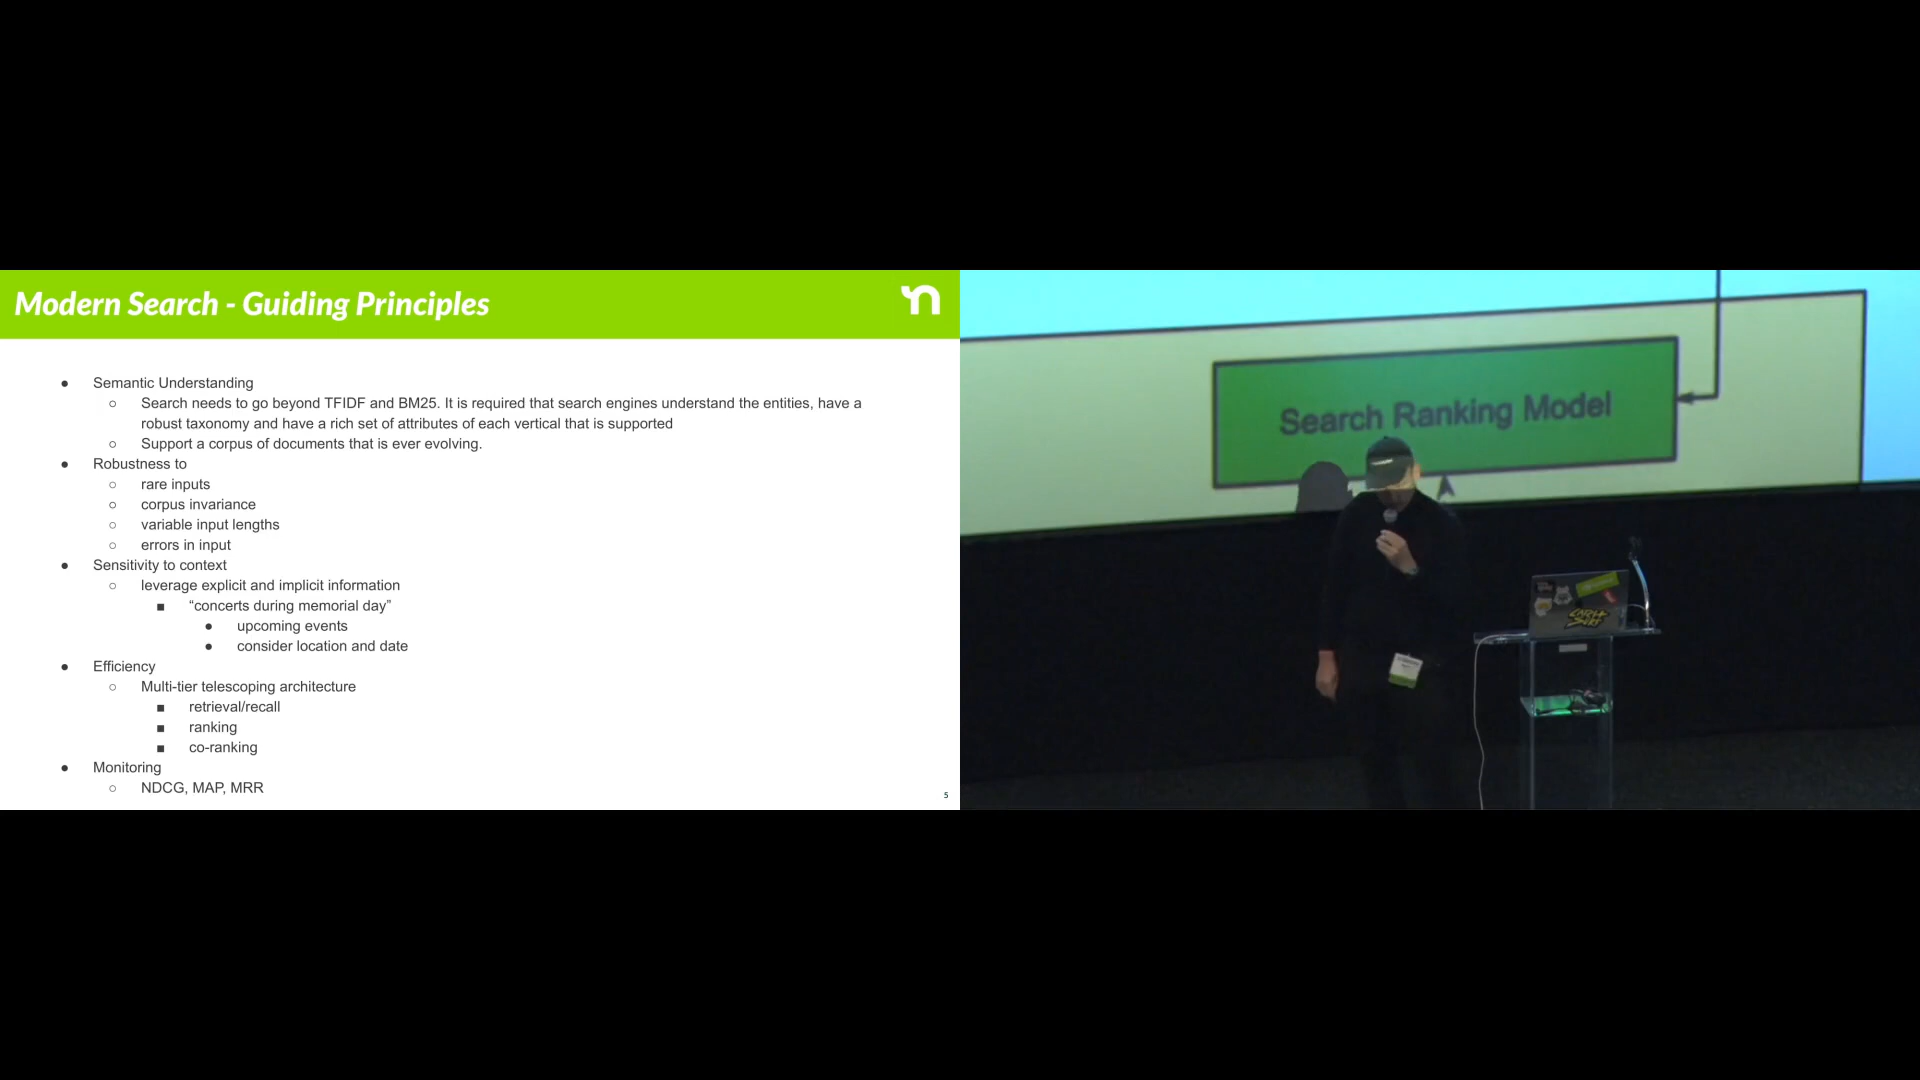 Modern Search - Guiding Principles
n
● Semantic Understanding
○ Search needs to go beyond TFIDF and BM25. It is required that search engines understand the entities, have a
robust taxonomy and have a rich set of attributes of each vertical that is supported
○ Support a corpus of documents that is ever evolving.
● Robustness to
○ rare inputs
○ corpus invariance
○ variable input lengths
○ errors in input
● Sensitivity to context
○ leverage explicit and implicit information
■ “concerts during memorial day”
● upcoming events
● consider location and date
● Efficiency
○ Multi-tier telescoping architecture
■ retrieval/recall
■ ranking
■ co-ranking
● Monitoring
○ NDCG, MAP, MRR
5
Search Ranking Model